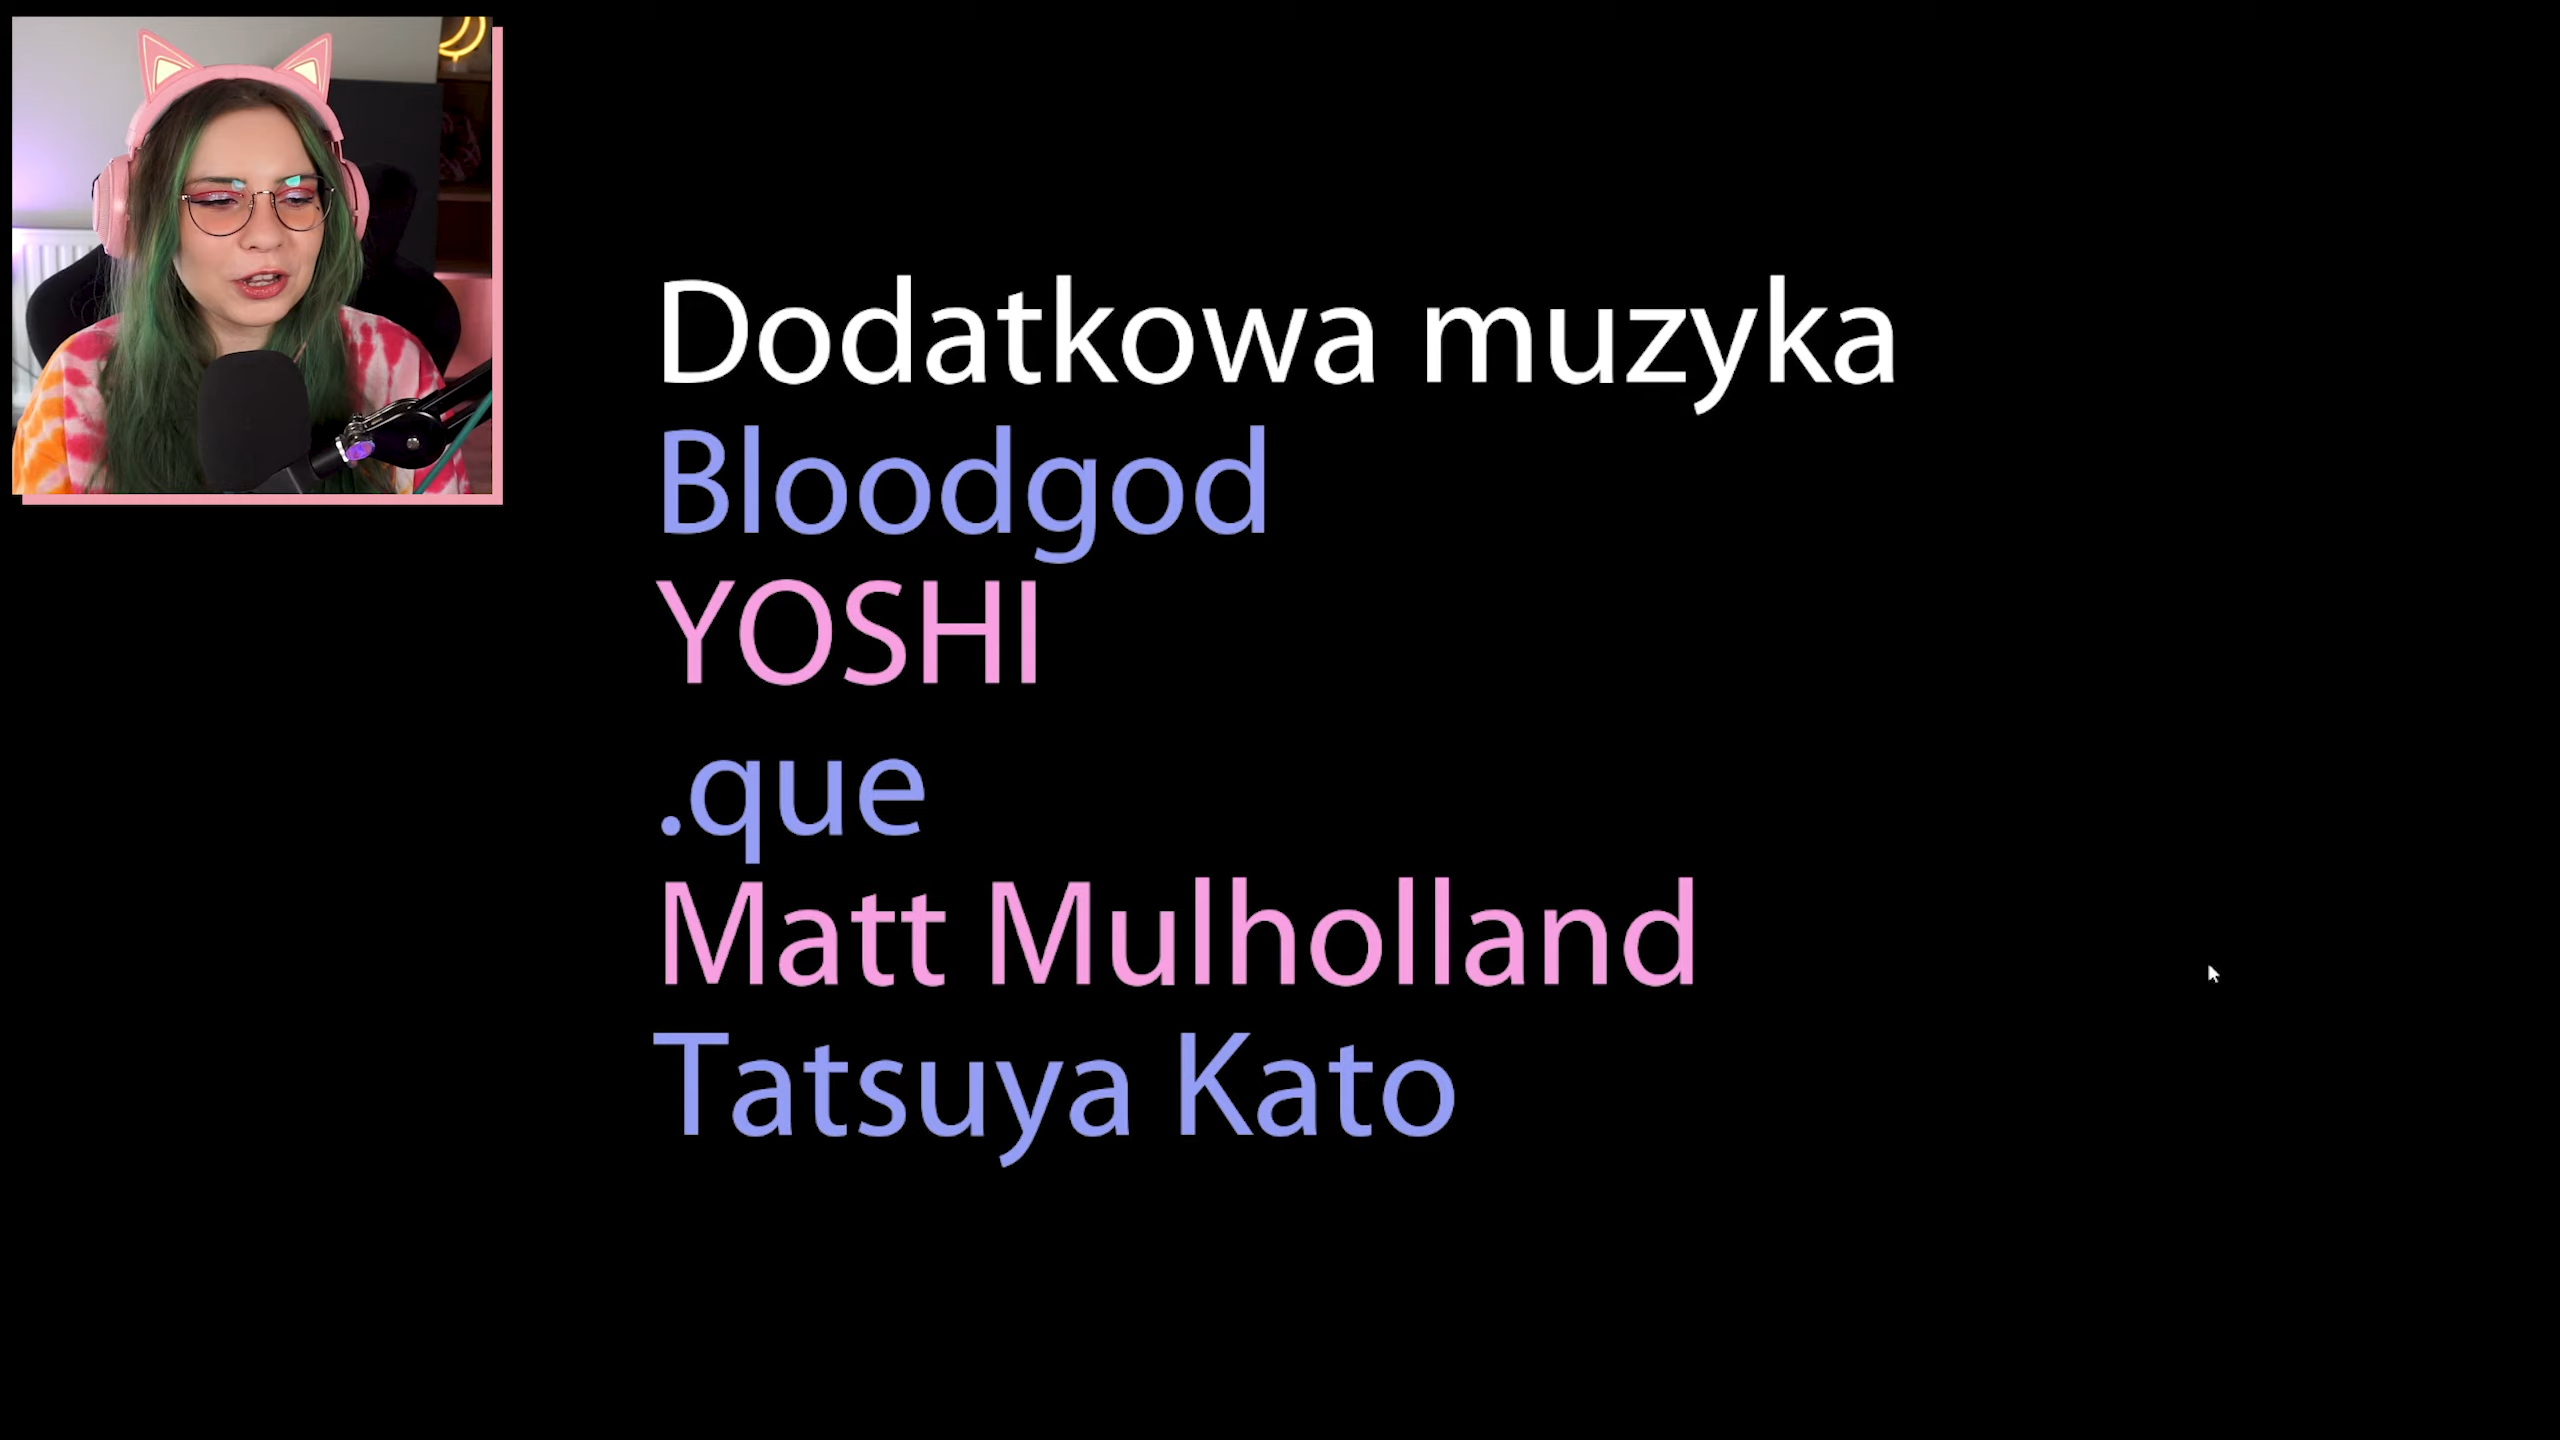 Dodatkowa muzyka
Bloodgod
YOSHI
.que
Matt Mulholland
Tatsuya Kato